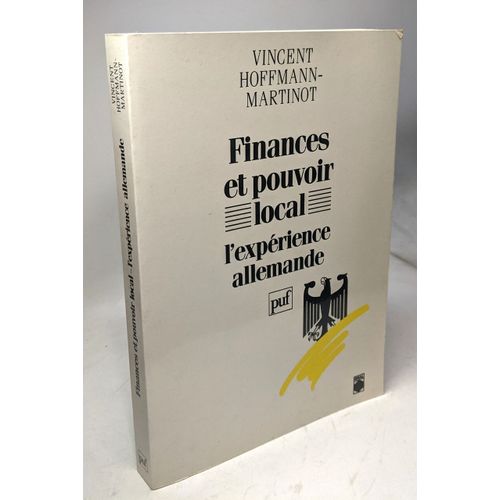 VINCENT
HOFFMANN-
MARTINOT
Finances
et pouvoir
local
l'expérience
allemande
puf
VINCENT
HOFFMANN-
MARTINOT
Finances et pouvoir local - l'expérience allemande